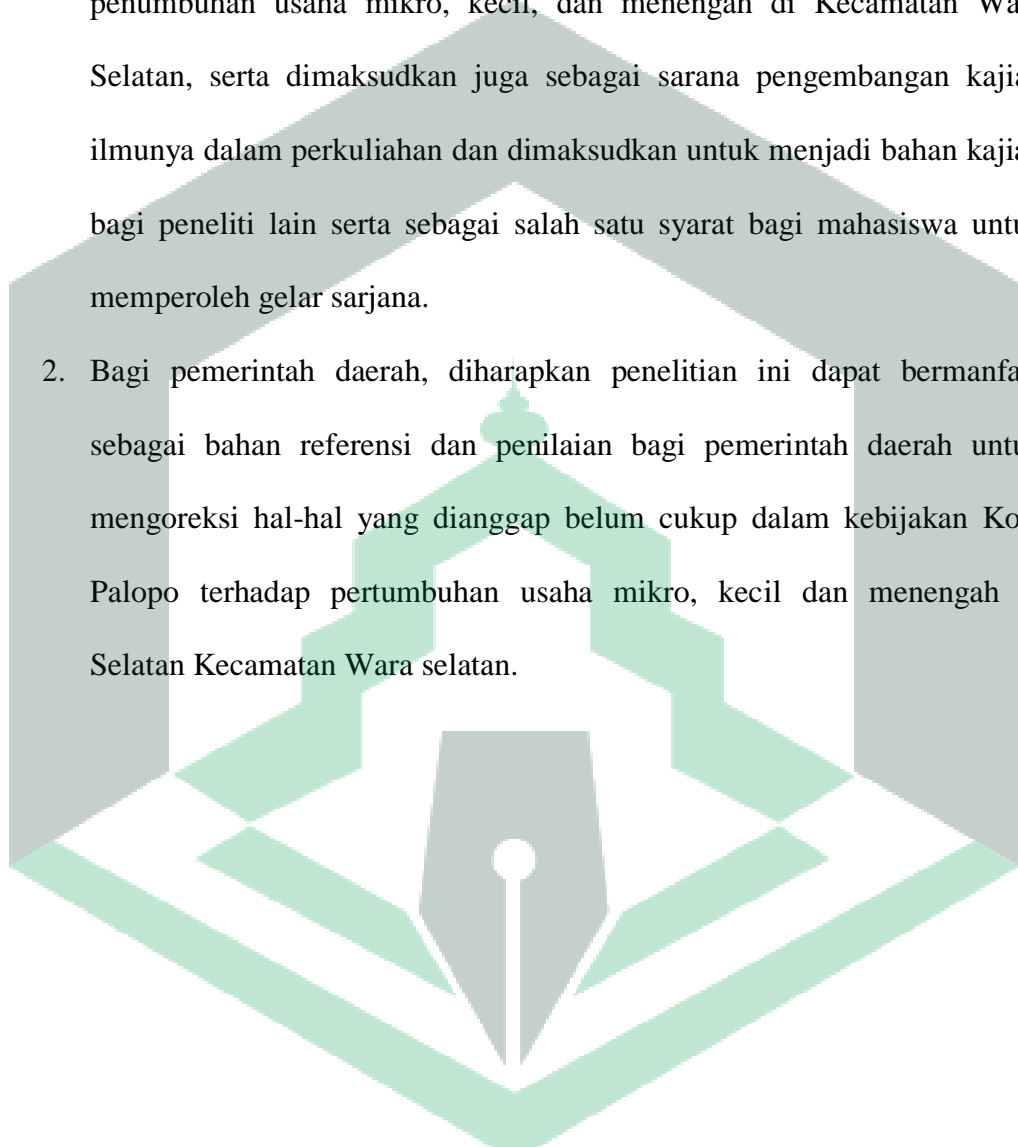 penumbuhan usaha mikro, kecil, dan menengah di Kecamatan
Selatan, serta dimaksudkan juga sebagai sarana pengembangan
ilmunya dalam perkuliahan dan dimaksudkan untuk menjadi bahan
bagi peneliti lain serta sebagai salah satu syarat bagi mahasiswa
memperoleh gelar sarjana.
2. Bagi pemerintah daerah, diharapkan penelitian ini dapat
sebagai bahan referensi dan penilaian bagi pemerintah daerah
mengoreksi hal-hal yang dianggap belum cukup dalam kebijakan
Palopo terhadap pertumbuhan usaha mikro, kecil dan menengah
Selatan Kecamatan Wara selatan.